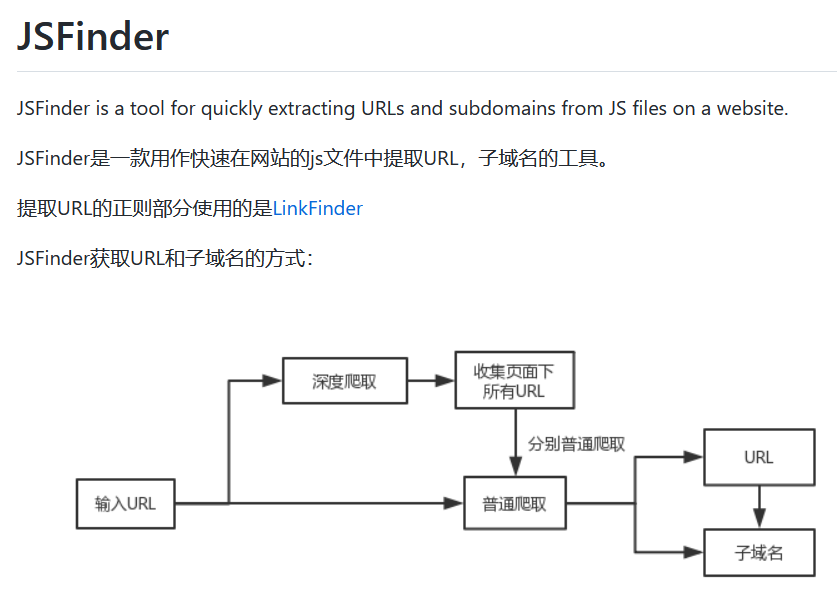 JSFinder
JSFinder is a tool for quickly extracting URLs and subdomains from JS files on a website.
JSFinder是一款用作快速在网站的js文件中提取URL，子域名的工具。
提取URL的正则部分使用的是LinkFinder
JSFinder获取URL和子域名的方式：
深度爬取
收集页面下
所有URL
分别普通爬取
输入URL
普通爬取
URL
子域名